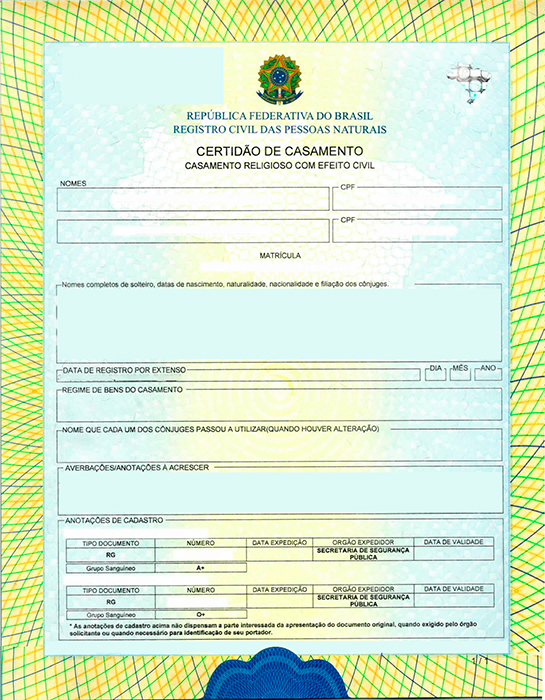 REPÚBLICA FEDERATIVA DO BRASIL
REGISTRO CIVIL DAS PESSOAS NATURAIS
CERTIDÃO DE CASAMENTO
CASAMENTO RELIGIOSO COM EFEITO CIVIL
NOMES CPF
CPF
MATRÍCULA
Nomes completos de solteiro, datas de nascimento, naturalidade, nacionalidade e filiação dos cônjuges.
DATA DE REGISTRO POR EXTENSO DIA MÊS ANO
REGIME DE BENS DO CASAMENTO
NOME QUE CADA UM DOS CÔNJUGES PASSOU A UTILIZAR(QUANDO HOUVER ALTERAÇÃO)
AVERBAÇÕES/ANOTAÇÕES À ACRESCER
ANOTAÇÕES DE CADASTRO
TIPO DOCUMENTO NÚMERO DATA EXPEDIÇÃO ORGÃO EXPEDIDOR DATA DE VALIDADE
RG SECRETARIA DE SEGURANÇA PÚBLICA
Grupo Sanguíneo A+
TIPO DOCUMENTO NÚMERO DATA EXPEDIÇÃO ORGÃO EXPEDIDOR DATA DE VALIDADE
RG SECRETARIA DE SEGURANÇA PÚBLICA
Grupo Sanguíneo O+
* As anotações de cadastro acima não dispensam a parte interessada da apresentação do documento original, quando exigido pelo órgão
solicitante ou quando necessário para identificação de seu portador.